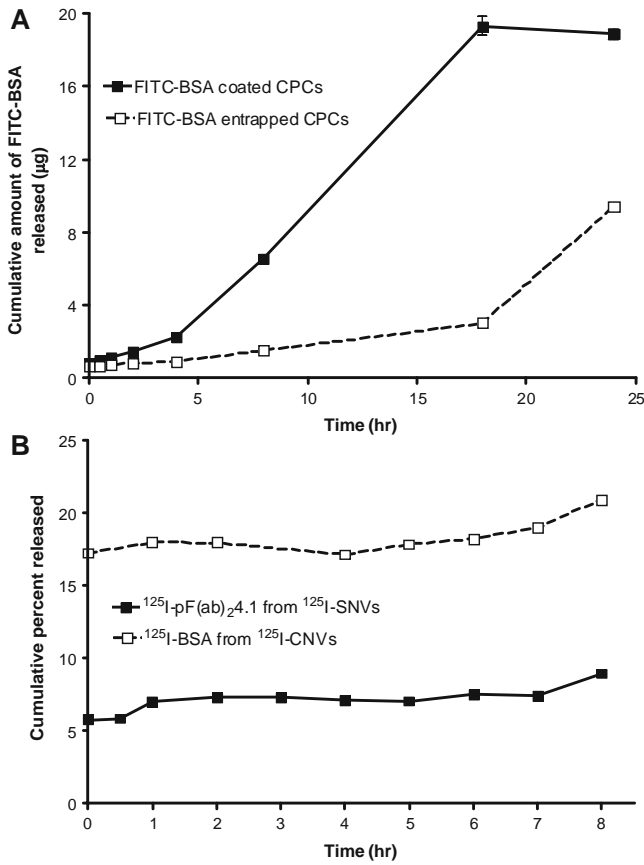 A
20
16
12
8
4
0
Cumulative amount of FITC-BSA
released (µg)
FITC-BSA coated CPCs
FITC-BSA entrapped CPCs
0 5 10 15 20 25
Time (hr)
B
25
20
15
10
5
0
Cumulative percent released
¹²⁵I-pF(ab)₂4.1 from ¹²⁵I-SNVs
¹²⁵I-BSA from ¹²⁵I-CNVs
0 1 2 3 4 5 6 7 8
Time (hr)